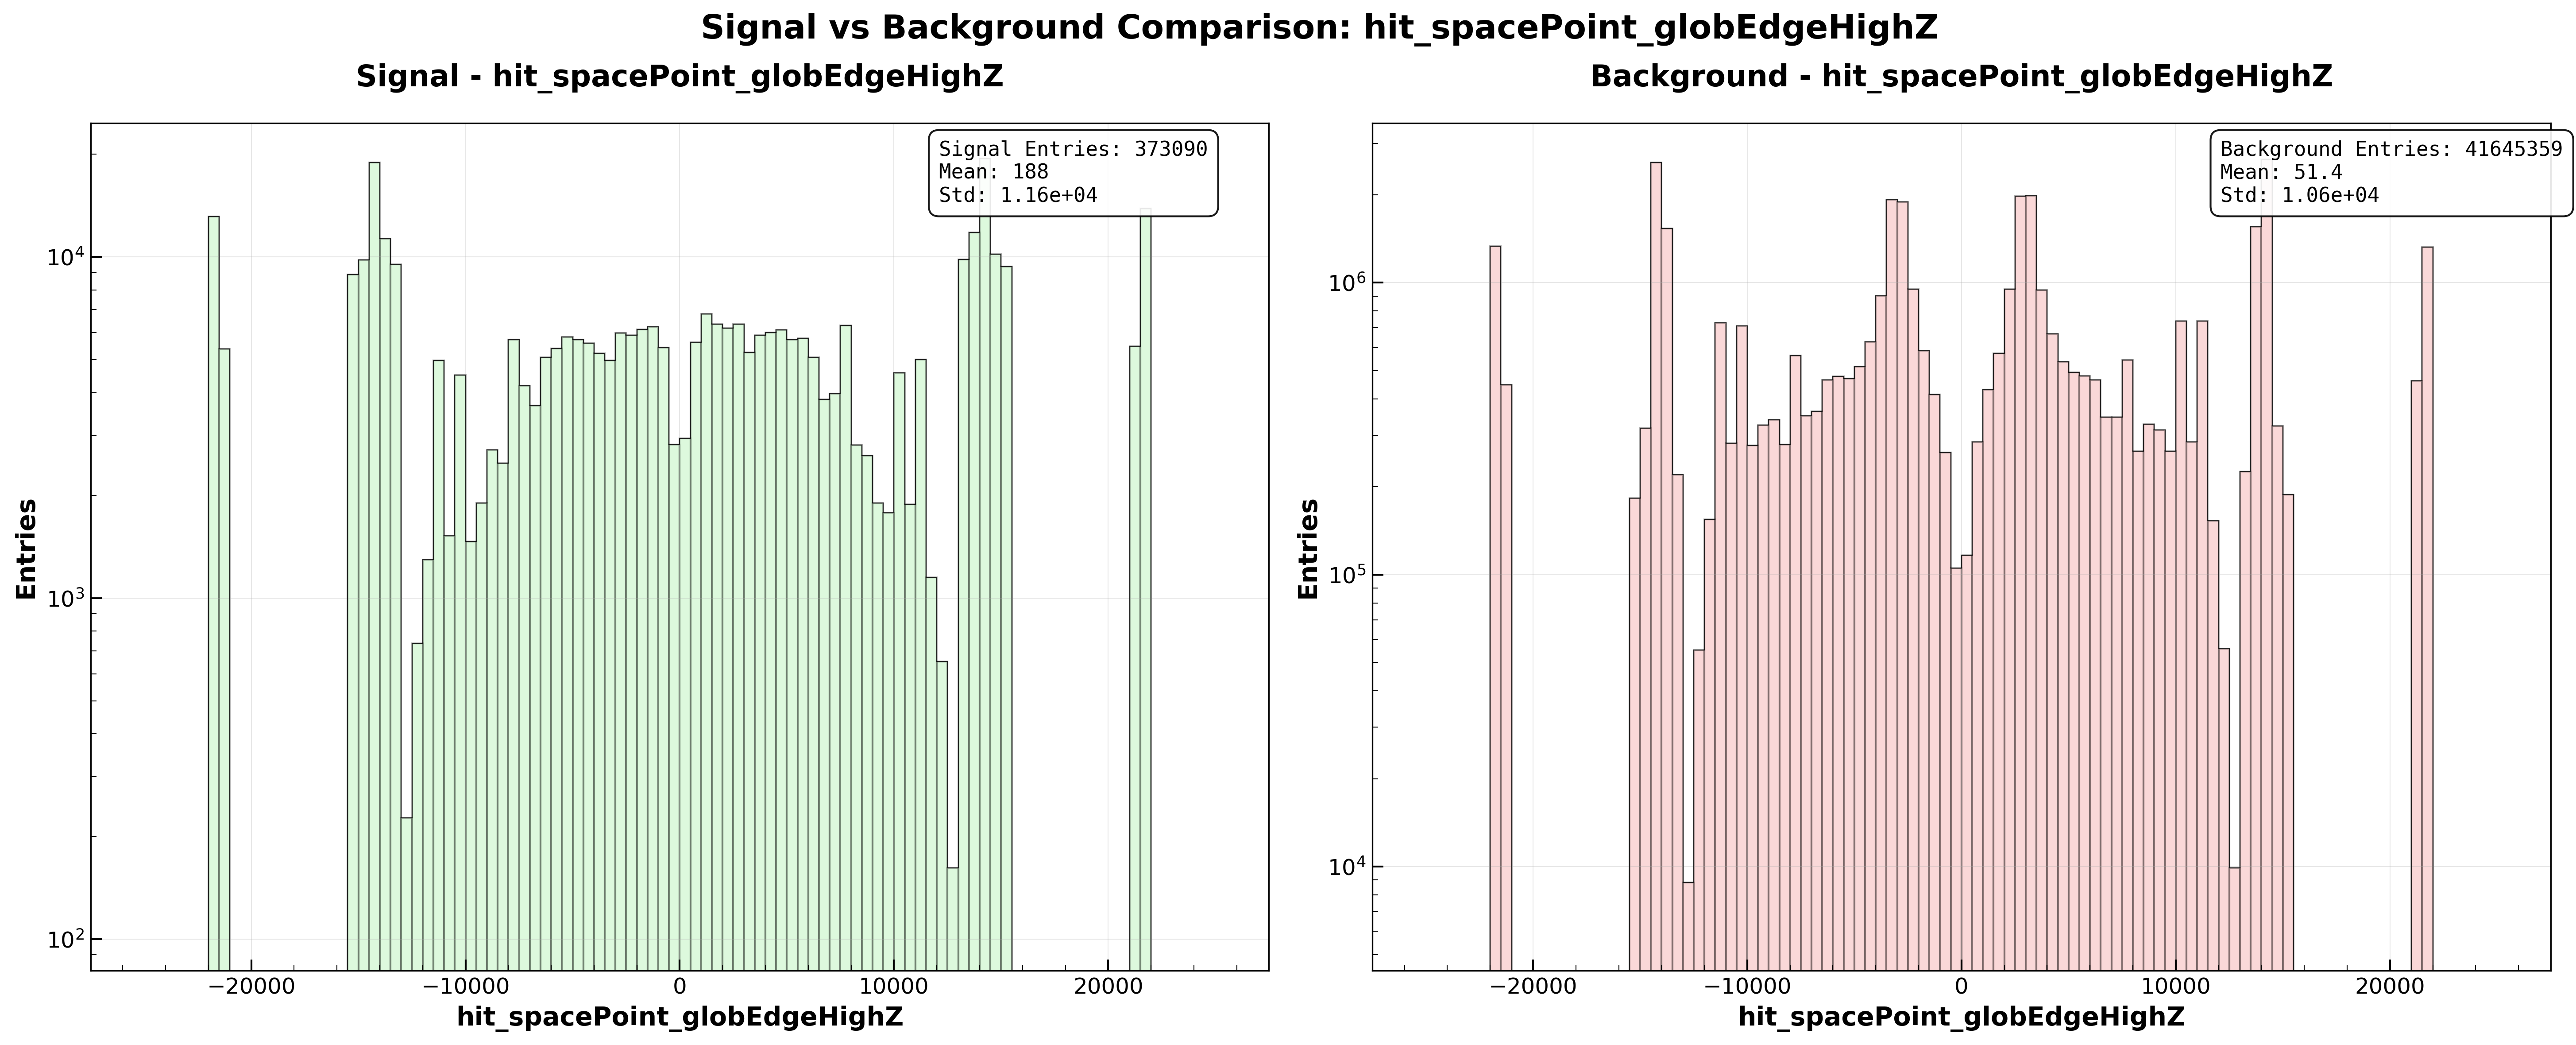 Signal vs Background Comparison: hit_spacePoint_globEdgeHighZ
Signal - hit_spacePoint_globEdgeHighZ
Signal Entries: 373090
Mean: 188
Std: 1.16e+04
Entries
10^4
10^3
10^2
−20000 −10000 0 10000 20000
hit_spacePoint_globEdgeHighZ
Background - hit_spacePoint_globEdgeHighZ
Background Entries: 41645359
Mean: 51.4
Std: 1.06e+04
Entries
10^6
10^5
10^4
−20000 −10000 0 10000 20000
hit_spacePoint_globEdgeHighZ